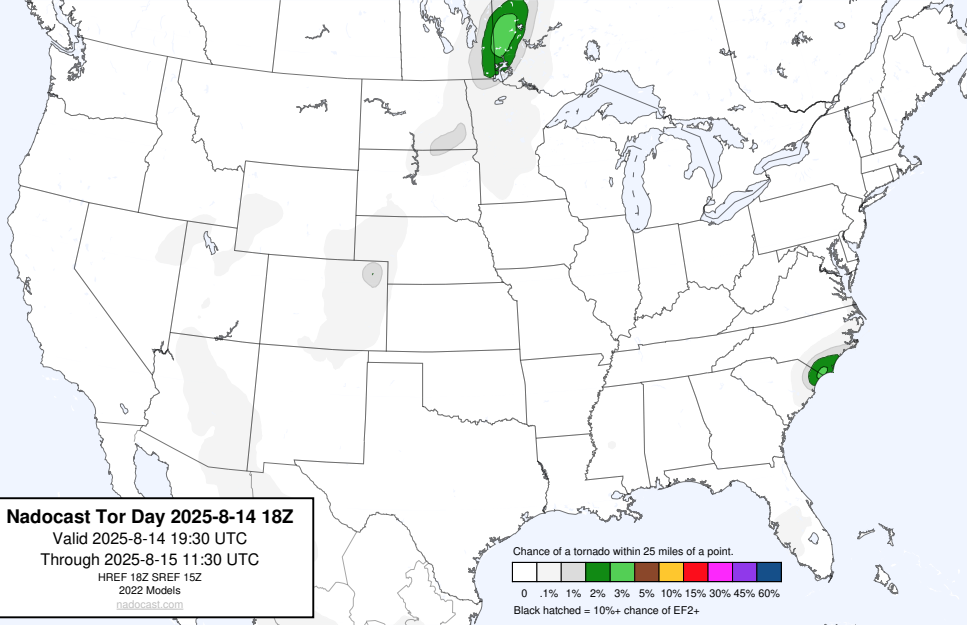 Nadocast Tor Day 2025-8-14 18Z
Valid 2025-8-14 19:30 UTC
Through 2025-8-15 11:30 UTC
HREF 18Z SREF 15Z
2022 Models
nadocast.com
Chance of a tornado within 25 miles of a point.
0 .1% 1% 2% 3% 5% 10% 15% 30% 45% 60%
Black hatched = 10%+ chance of EF2+